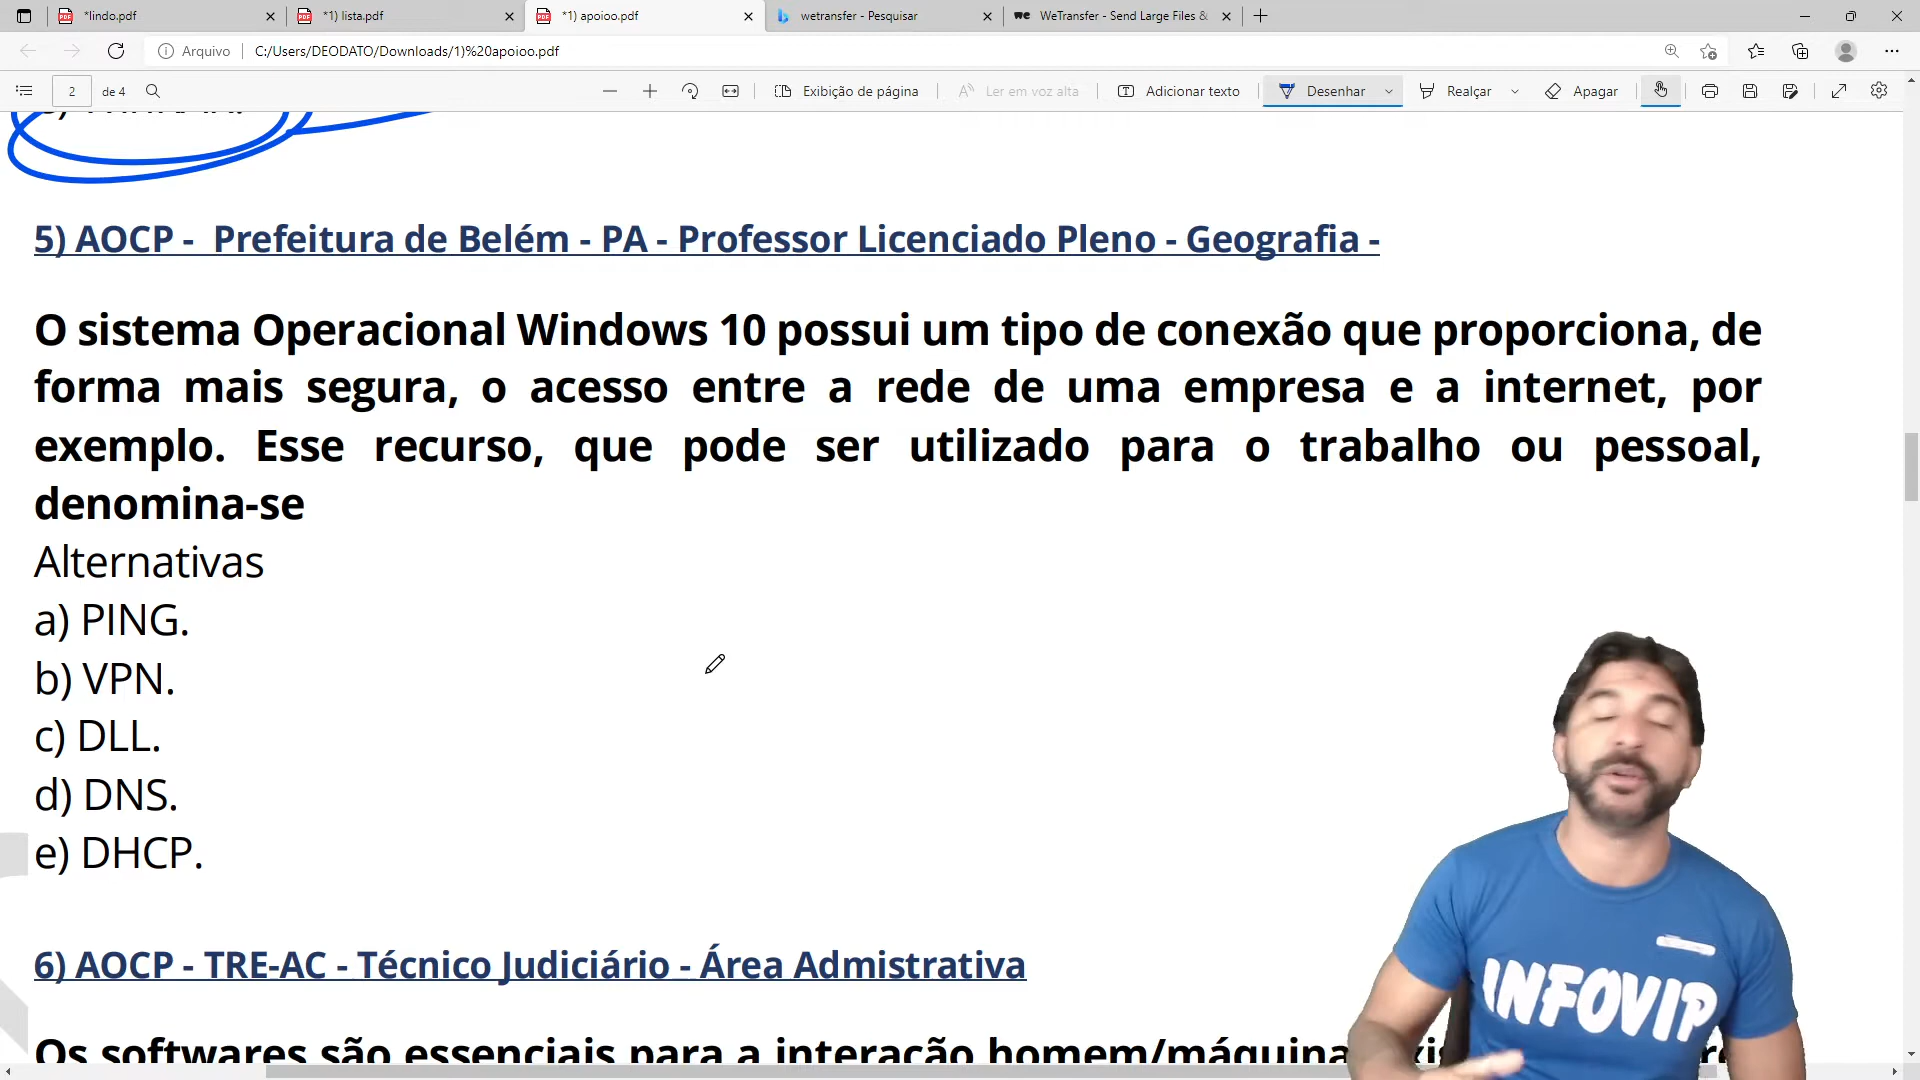 *lindo.pdf
*1) lista.pdf
*1) apoioo.pdf
wetransfer - Pesquisar
WeTransfer - Send Large Files &
Arquivo
C:/Users/DEODATO/Downloads/1)%20apoioo.pdf
2
de 4
Exibição de página
Ler em voz alta
Adicionar texto
Desenhar
Realçar
Apagar
5) AOCP - Prefeitura de Belém - PA - Professor Licenciado Pleno - Geografia -
O sistema Operacional Windows 10 possui um tipo de conexão que proporciona, de
forma mais segura, o acesso entre a rede de uma empresa e a internet, por
exemplo. Esse recurso, que pode ser utilizado para o trabalho ou pessoal,
denomina-se
Alternativas
a) PING.
b) VPN.
c) DLL.
d) DNS.
e) DHCP.
6) AOCP - TRE-AC - Técnico Judiciário - Área Admistrativa
Os softwares são essenciais para a interação homem/máquina
INFOVIP